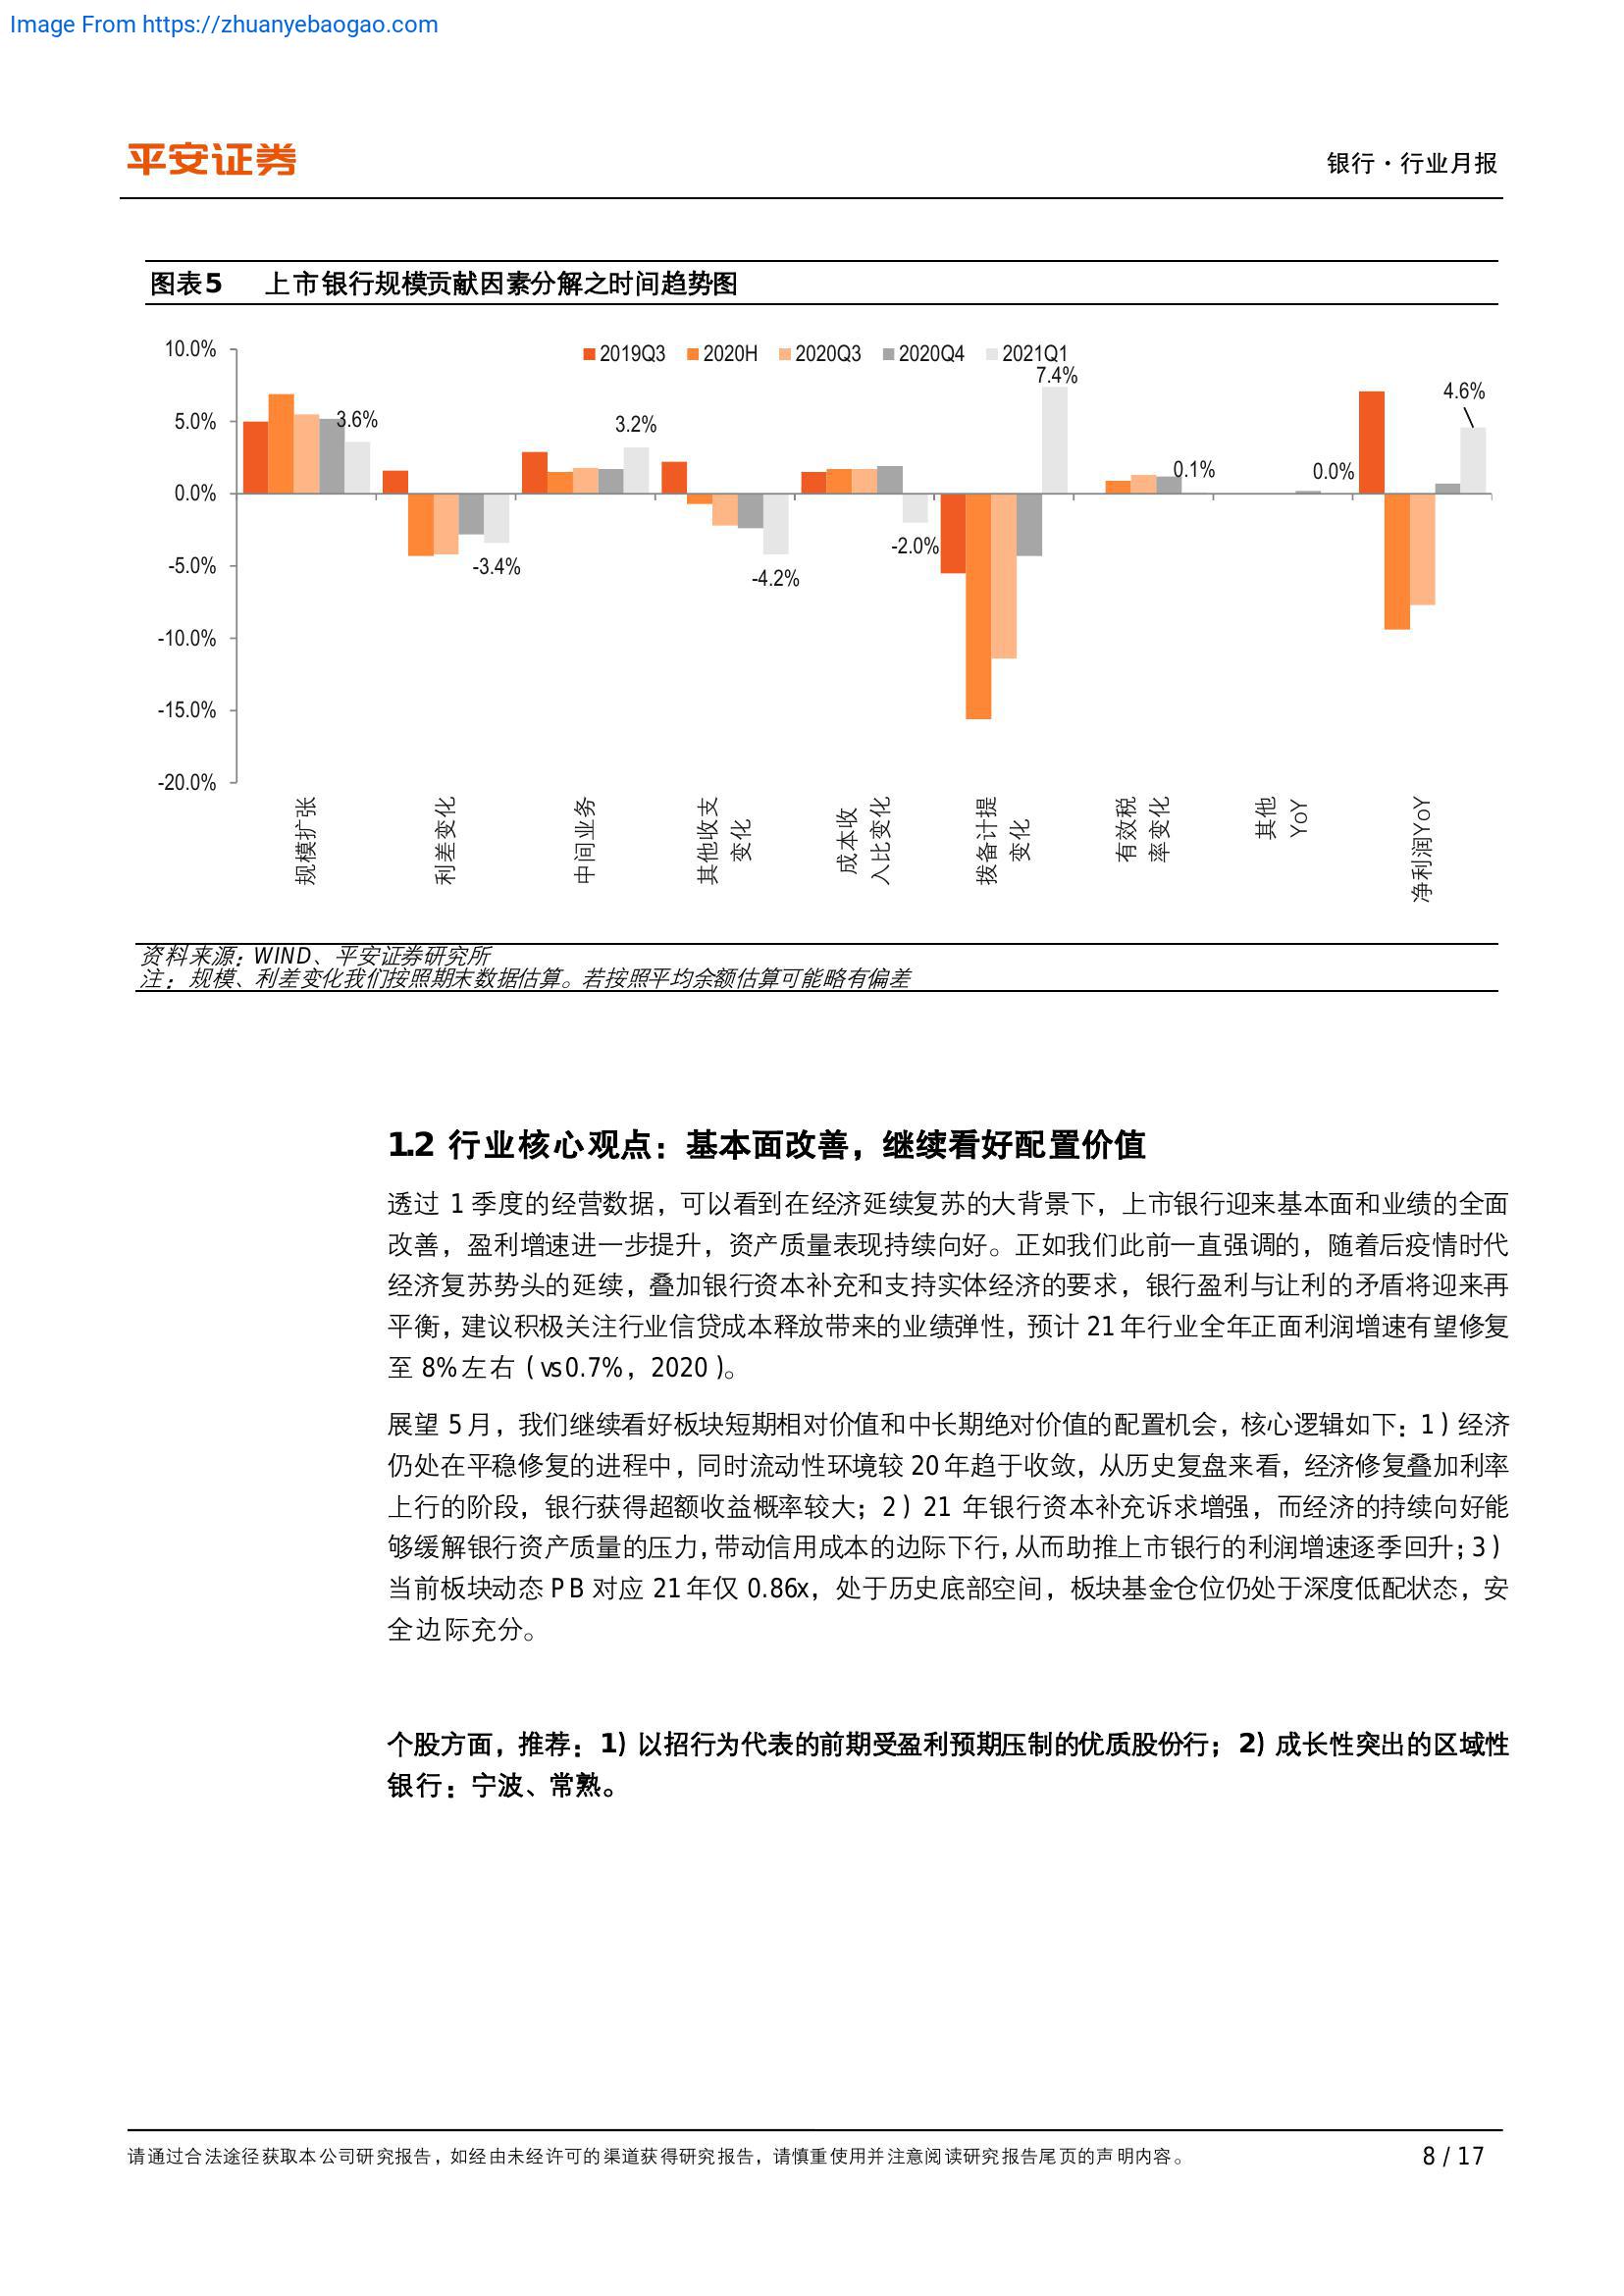 Image From https://zhuanyebaogao.com
平安证券
银行·行业月报
图表5 上市银行规模贡献因素分解之时间趋势图
2019Q3 2020H 2020Q3 2020Q4 2021Q1
10.0%
5.0%
0.0%
-5.0%
-10.0%
-15.0%
-20.0%
3.6%
-3.4%
3.2%
-4.2%
-2.0%
7.4%
0.1%
0.0%
4.6%
规模扩张
利差变化
中间业务
其他收支
变化
成本收
入比变化
拨备计提
变化
有效税
率变化
其他
YoY
净利润YoY
资料来源：WIND、平安证券研究所
注：规模、利差变化我们按照期末数据估算。若按照平均余额估算可能略有偏差
1.2 行业核心观点：基本面改善，继续看好配置价值
透过 1 季度的经营数据，可以看到在经济延续复苏的大背景下，上市银行迎来基本面和业绩的全面
改善，盈利增速进一步提升，资产质量表现持续向好。正如我们此前一直强调的，随着后疫情时代
经济复苏势头的延续，叠加银行资本补充和支持实体经济的要求，银行盈利与让利的矛盾将迎来再
平衡，建议积极关注行业信贷成本释放带来的业绩弹性，预计 21 年行业全年正面利润增速有望修复
至 8%左右（vs0.7%，2020）。
展望 5 月，我们继续看好板块短期相对价值和中长期绝对价值的配置机会，核心逻辑如下：1）经济
仍处在平稳修复的进程中，同时流动性环境较 20 年趋于收敛，从历史复盘来看，经济修复叠加利率
上行的阶段，银行获得超额收益概率较大；2）21 年银行资本补充诉求增强，而经济的持续向好能
够缓解银行资产质量的压力，带动信用成本的边际下行，从而助推上市银行的利润增速逐季回升；3）
当前板块动态 PB 对应 21 年仅 0.86x，处于历史底部空间，板块基金仓位仍处于深度低配状态，安
全边际充分。
个股方面，推荐：1）以招行为代表的前期受盈利预期压制的优质股份行；2）成长性突出的区域性
银行：宁波、常熟。
请通过合法途径获取本公司研究报告，如经由未经许可的渠道获得研究报告，请慎重使用并注意阅读研究报告尾页的声明内容。
8 / 17